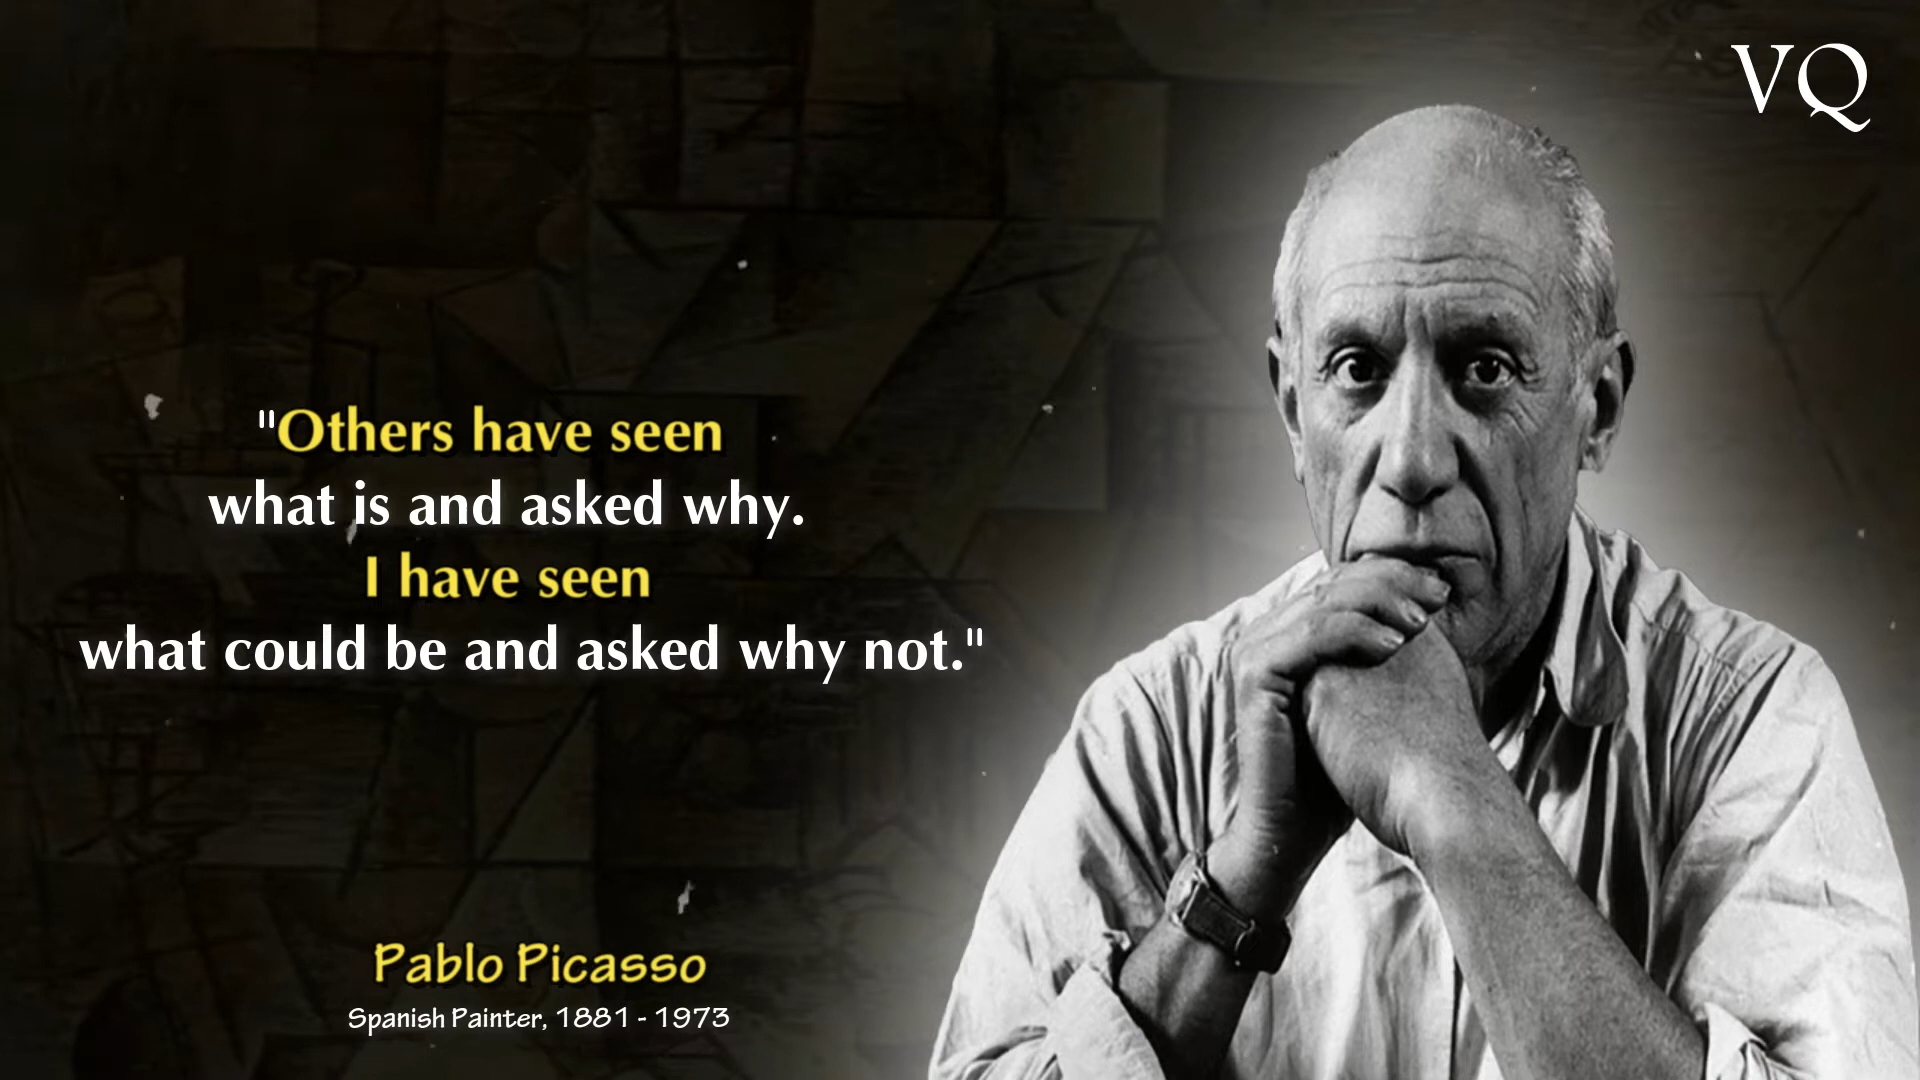 VQ
"Others have seen
what is and asked why.
I have seen
what could be and asked why not."
Pablo Picasso
Spanish Painter, 1881 - 1973